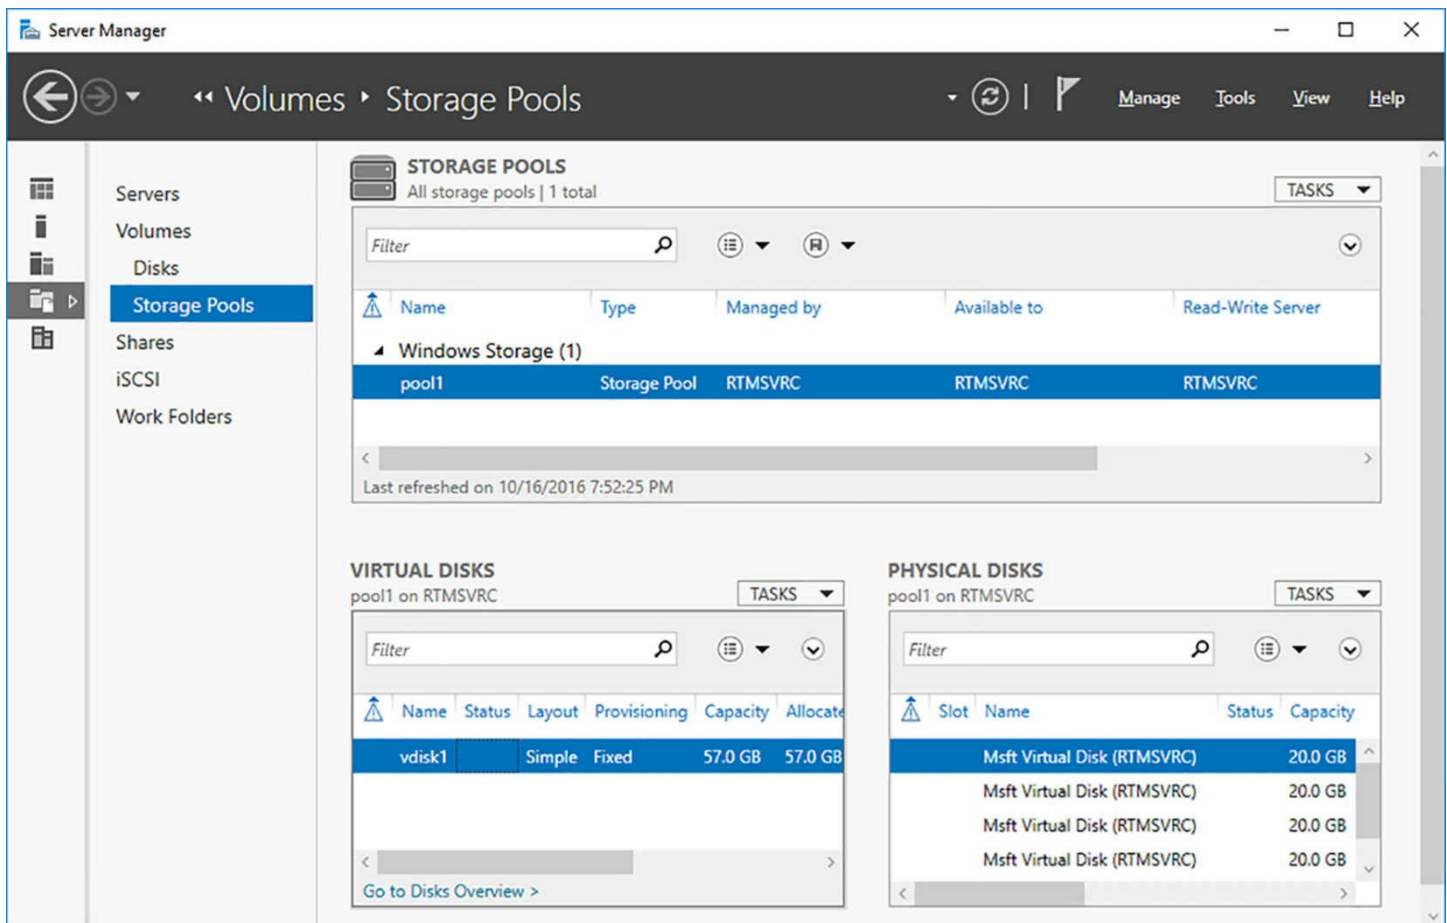 Server Manager
Volumes Storage Pools
Manage Tools View Help
Servers
Volumes
Disks
Storage Pools
Shares
iSCSI
Work Folders
STORAGE POOLS
All storage pools | 1 total
TASKS
Filter
Name Type Managed by Available to Read-Write Server
Windows Storage (1)
pool1 Storage Pool RTMSVRC RTMSVRC RTMSVRC
Last refreshed on 10/16/2016 7:52:25 PM
VIRTUAL DISKS
pool1 on RTMSVRC
TASKS
Filter
Name Status Layout Provisioning Capacity Allocate
vdisk1 Simple Fixed 57.0 GB 57.0 GB
Go to Disks Overview >
PHYSICAL DISKS
pool1 on RTMSVRC
TASKS
Filter
Slot Name Status Capacity
Msft Virtual Disk (RTMSVRC) 20.0 GB
Msft Virtual Disk (RTMSVRC) 20.0 GB
Msft Virtual Disk (RTMSVRC) 20.0 GB
Msft Virtual Disk (RTMSVRC) 20.0 GB